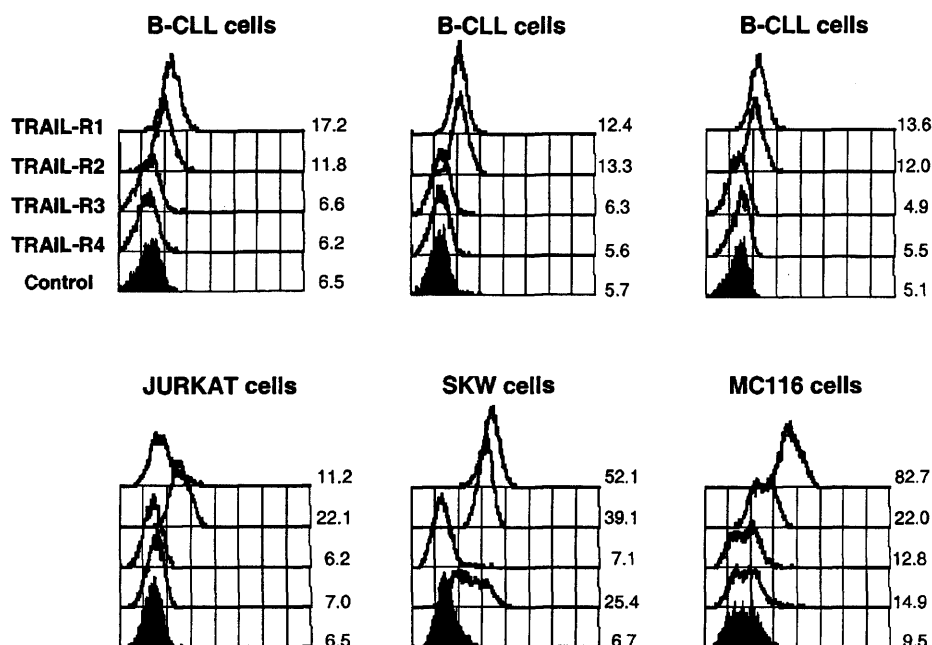 B-CLL cells B-CLL cells B-CLL cells
TRAIL-R1 17.2 12.4 13.6
TRAIL-R2 11.8 13.3 12.0
TRAIL-R3 6.6 6.3 4.9
TRAIL-R4 6.2 5.6 5.5
Control 6.5 5.7 5.1
JURKAT cells SKW cells MC116 cells
11.2 52.1 82.7
22.1 39.1 22.0
6.2 7.1 12.8
7.0 25.4 14.9
6.5 6.7 9.5